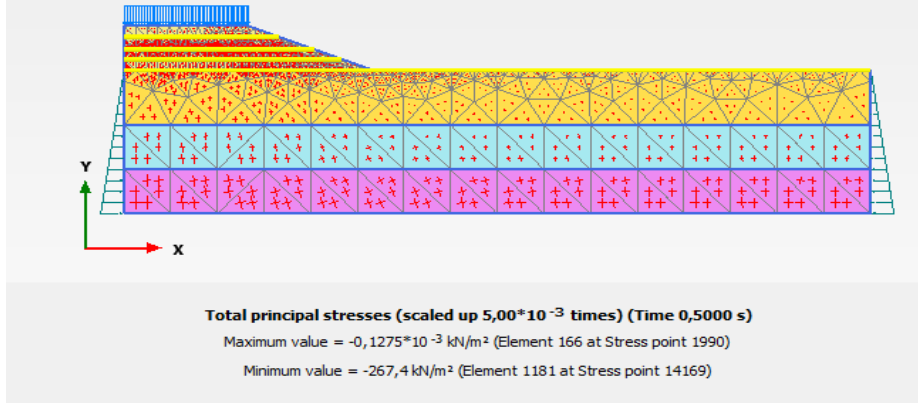 Y
X
Total principal stresses (scaled up 5,00*10 -3 times) (Time 0,5000 s)
Maximum value = -0,1275*10 -3 kN/m² (Element 166 at Stress point 1990)
Minimum value = -267,4 kN/m² (Element 1181 at Stress point 14169)